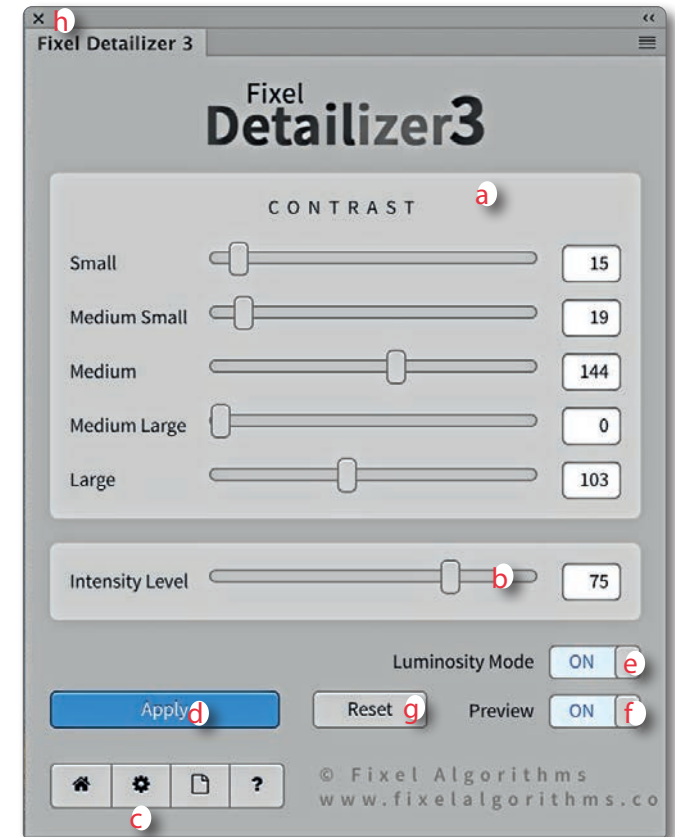 × h «
Fixel Detailizer 3
Fixel
Detailizer3
CONTRAST a
Small 15
Medium Small 19
Medium 144
Medium Large 0
Large 103
Intensity Level b 75
Luminosity Mode ON e
Apply d Reset g Preview ON f
? © Fixel Algorithms
c www.fixelalgorithms.co